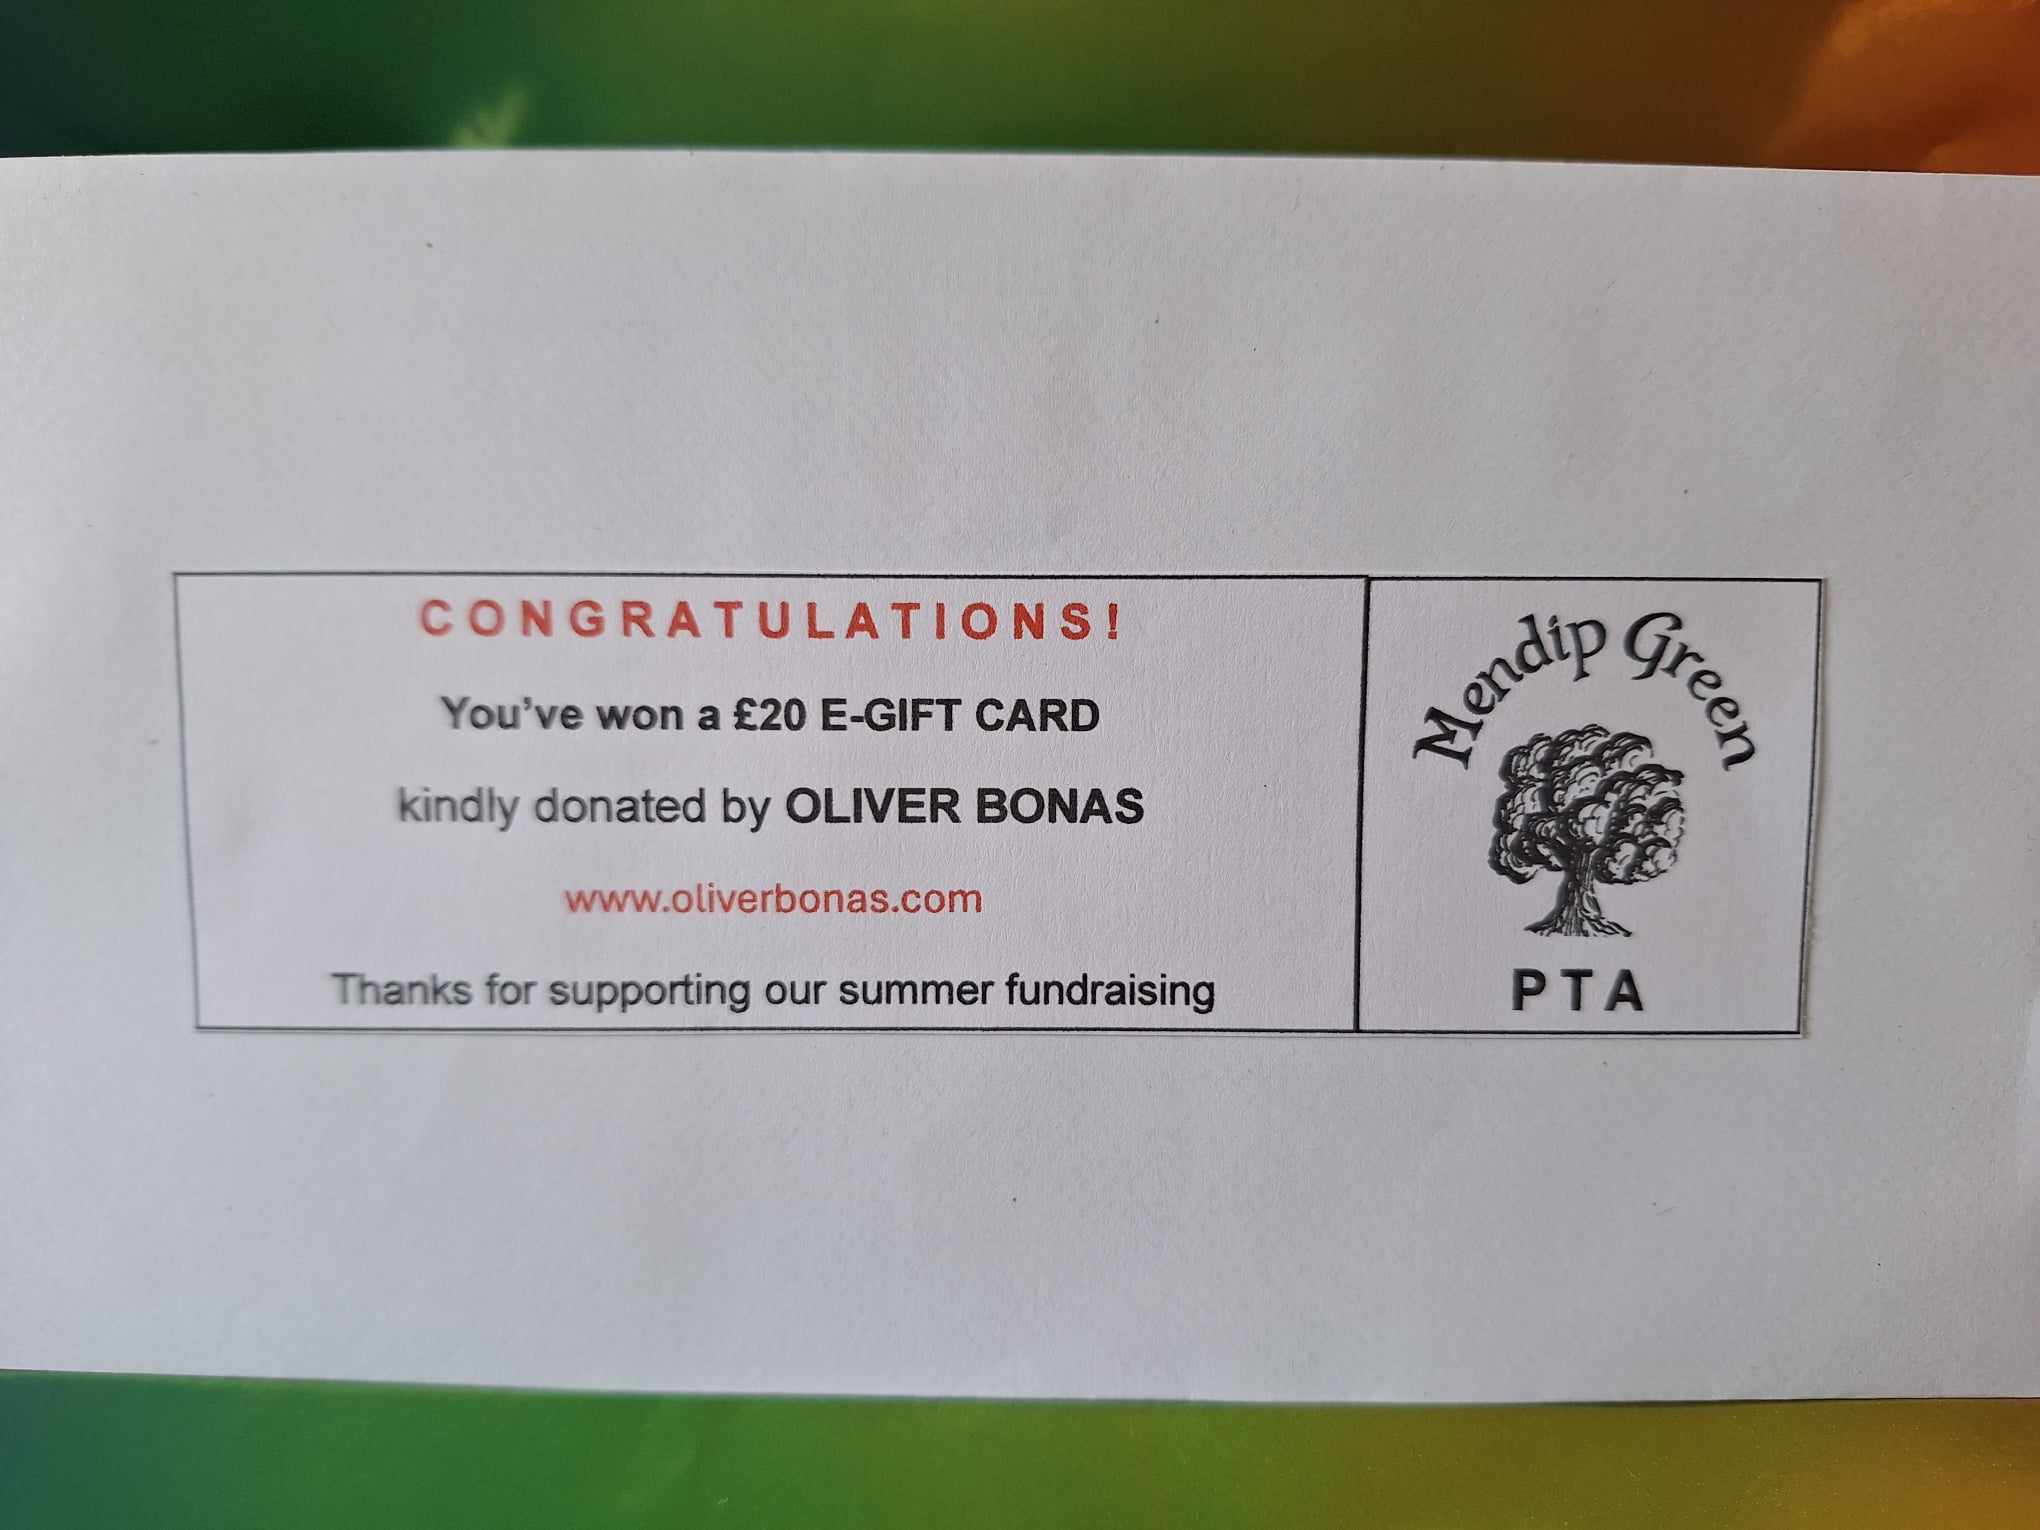 CONGRATULATIONS!
You've won a £20 E-GIFT CARD
kindly donated by OLIVER BONAS
www.oliverbonas.com
Thanks for supporting our summer fundraising
Mendip Green
PTA